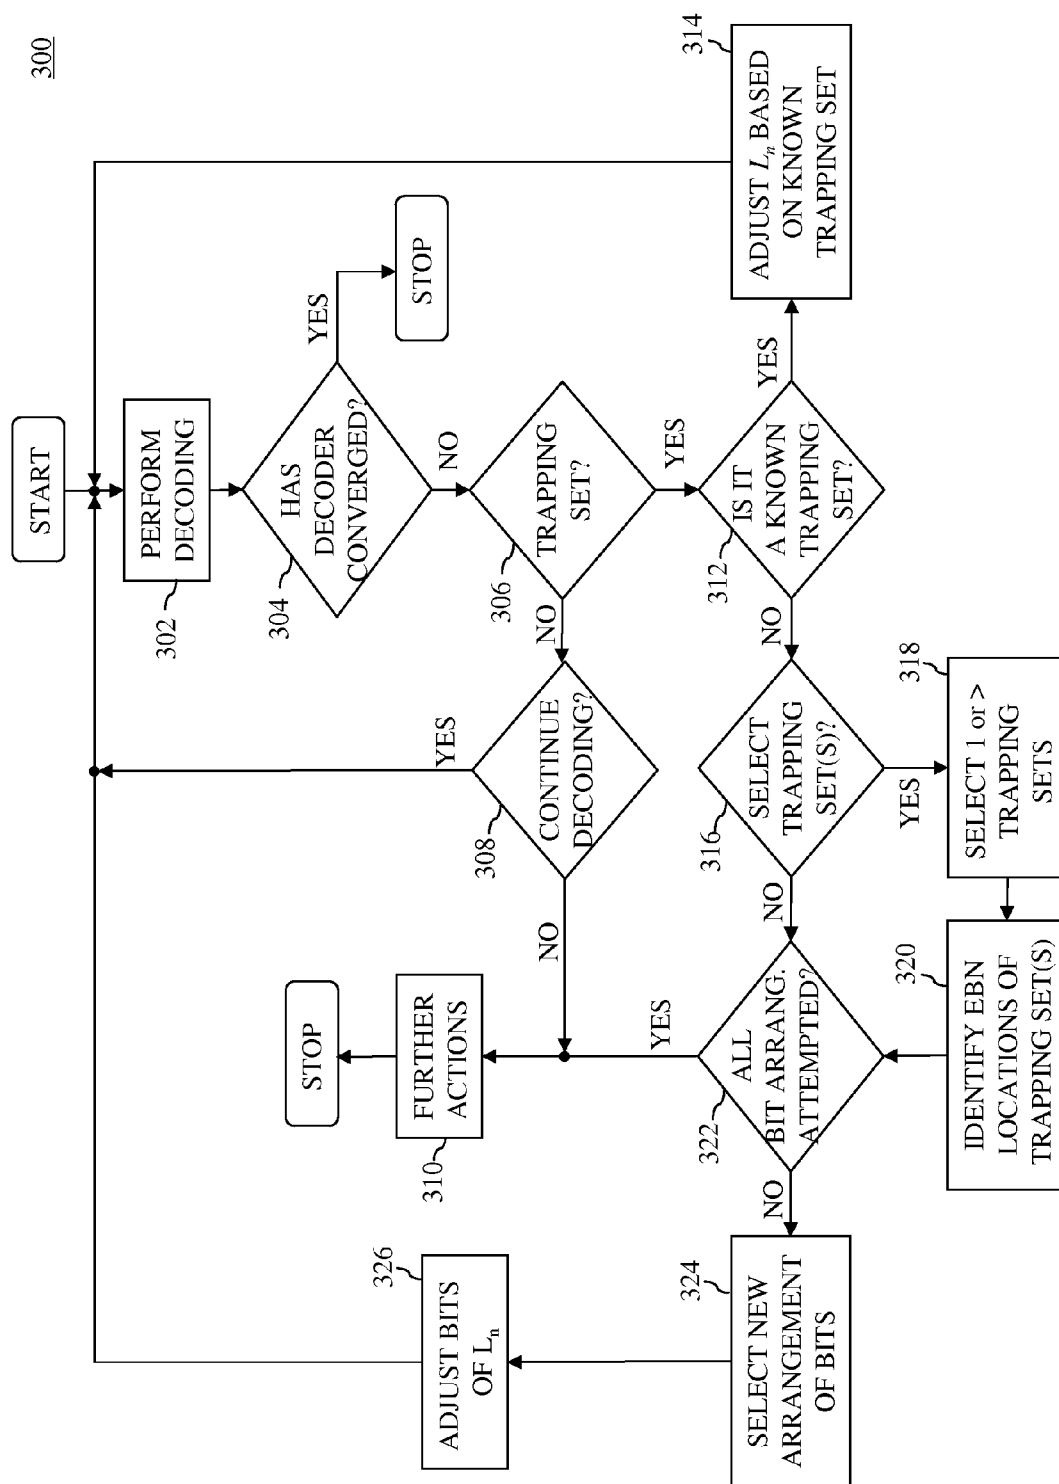 300
START
PERFORM
DECODING
302
HAS
DECODER
CONVERGED?
304
YES
STOP
NO
TRAPPING
SET?
306
NO
YES
CONTINUE
DECODING?
308
YES
NO
IS IT
A KNOWN
TRAPPING
SET?
312
YES
ADJUST Lₙ BASED
ON KNOWN
TRAPPING SET
314
NO
SELECT
TRAPPING
SET(S)?
316
YES
SELECT 1 or >
TRAPPING
SETS
318
IDENTIFY EBN
LOCATIONS OF
TRAPPING SET(S)
320
NO
ALL
BIT ARRANG.
ATTEMPTED?
322
YES
FURTHER
ACTIONS
310
STOP
NO
SELECT NEW
ARRANGEMENT
OF BITS
324
ADJUST BITS
OF Lₙ
326